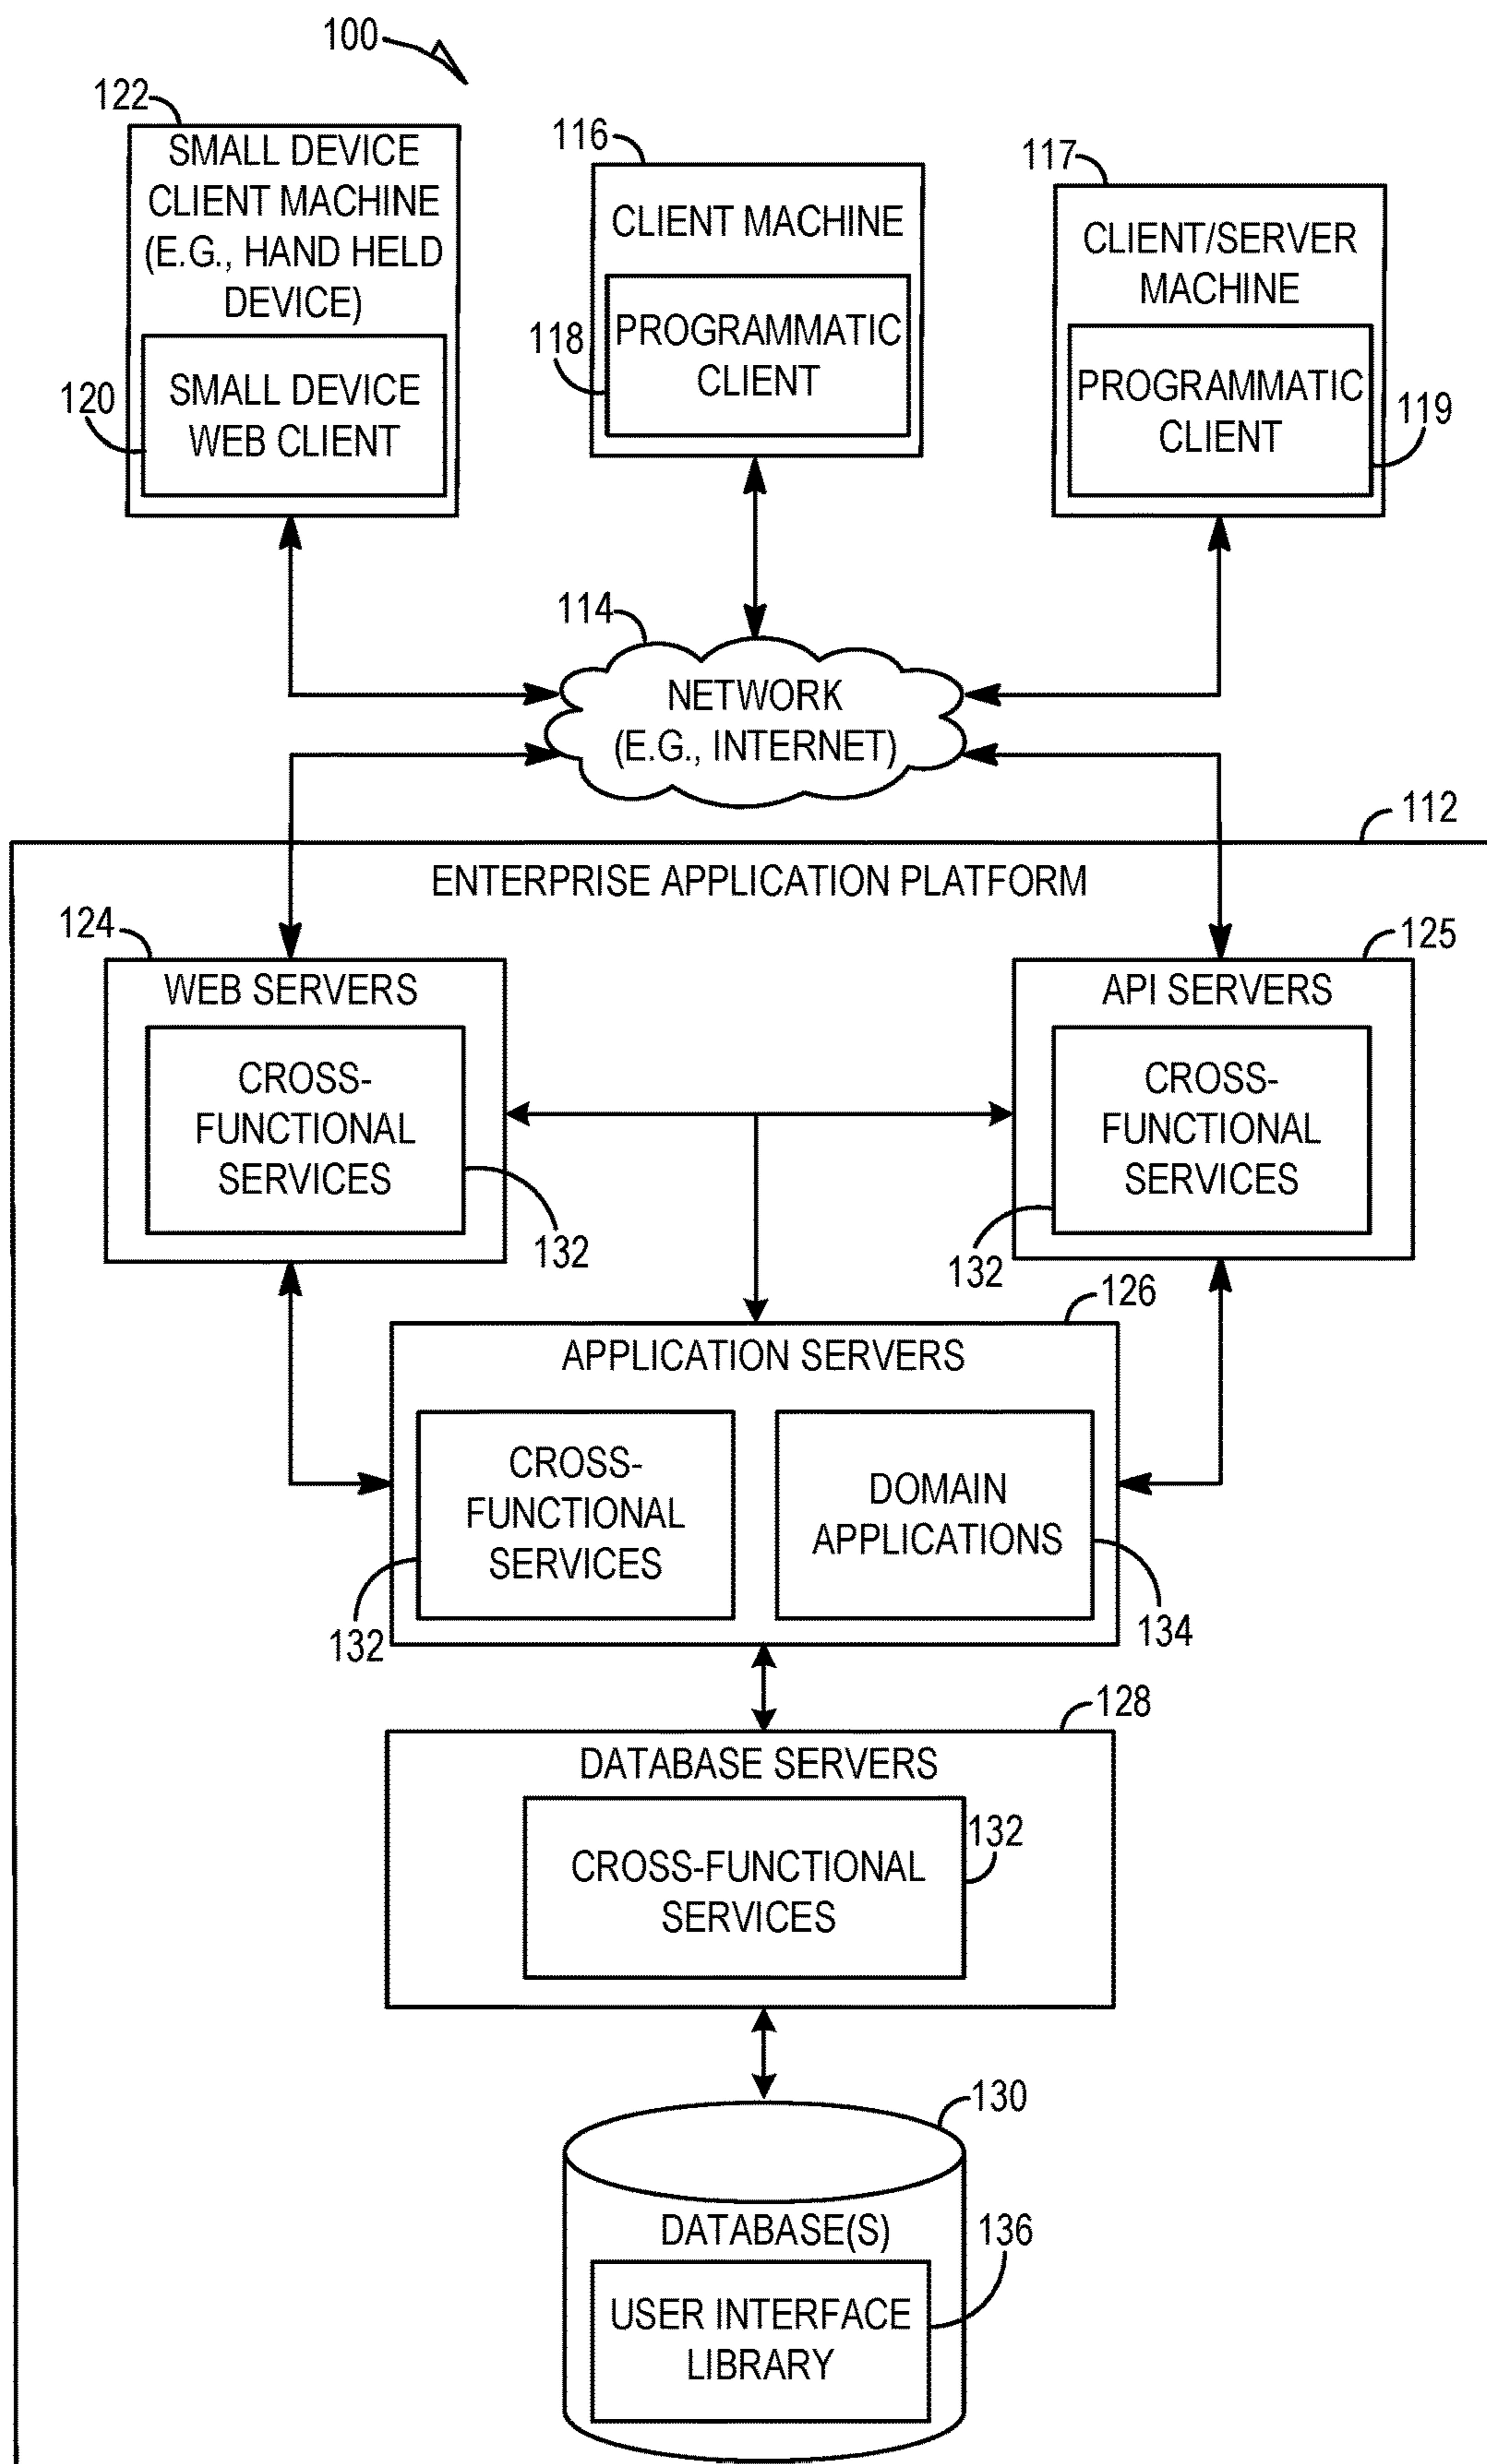 100
122
SMALL DEVICE
CLIENT MACHINE
(E.G., HAND HELD
DEVICE)
120
SMALL DEVICE
WEB CLIENT
116
CLIENT MACHINE
118
PROGRAMMATIC
CLIENT
117
CLIENT/SERVER
MACHINE
PROGRAMMATIC
CLIENT
119
114
NETWORK
(E.G., INTERNET)
112
ENTERPRISE APPLICATION PLATFORM
124
WEB SERVERS
CROSS-
FUNCTIONAL
SERVICES
132
125
API SERVERS
CROSS-
FUNCTIONAL
SERVICES
132
126
APPLICATION SERVERS
CROSS-
FUNCTIONAL
SERVICES
132
DOMAIN
APPLICATIONS
134
128
DATABASE SERVERS
CROSS-FUNCTIONAL
SERVICES
132
130
DATABASE(S)
136
USER INTERFACE
LIBRARY